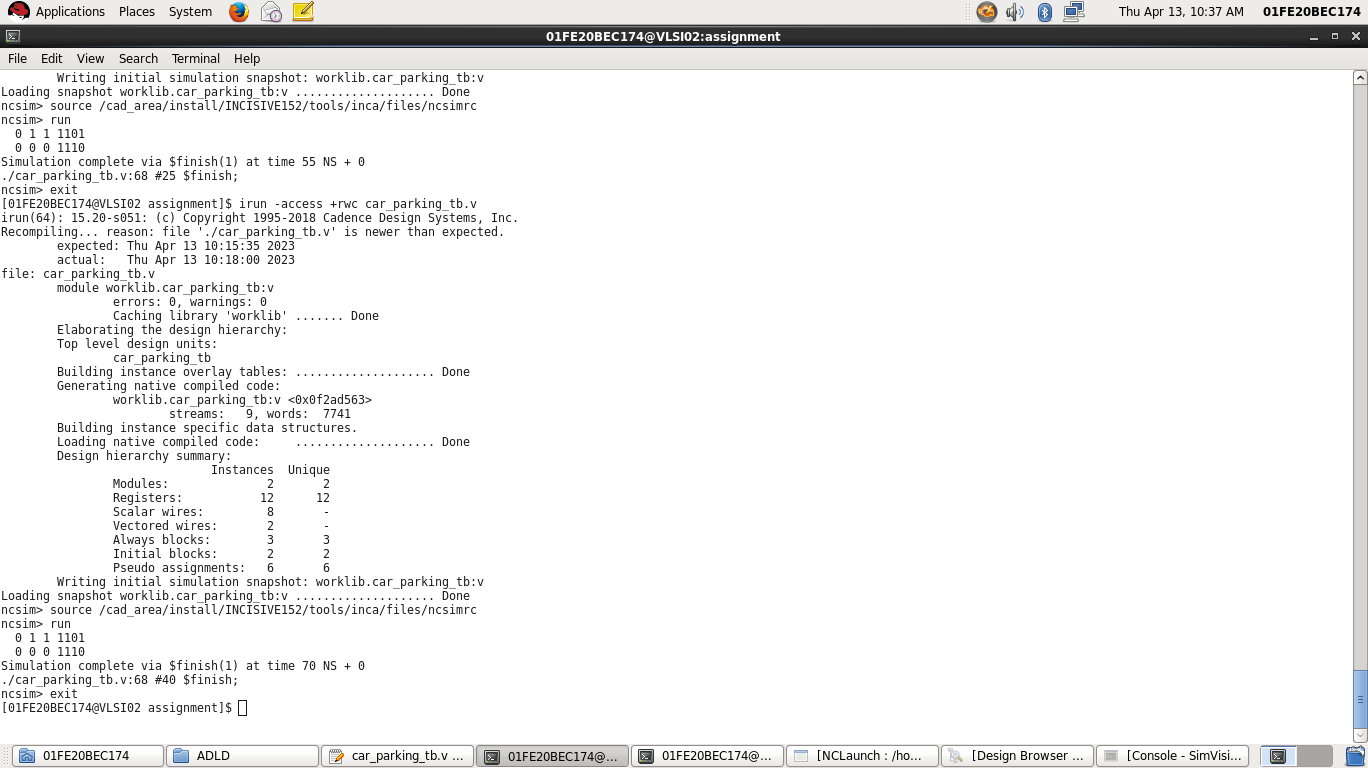 Applications Places System Thu Apr 13, 10:37 AM 01FE20BEC174
01FE20BEC174@VLSI02:assignment
File Edit View Search Terminal Help
        Writing initial simulation snapshot: worklib.car_parking_tb:v
Loading snapshot worklib.car_parking_tb:v .................... Done
ncsim> source /cad_area/install/INCISIVE152/tools/inca/files/ncsimrc
ncsim> run
  0 1 1 1101
  0 0 0 1110
Simulation complete via $finish(1) at time 55 NS + 0
./car_parking_tb.v:68 #25 $finish;
ncsim> exit
[01FE20BEC174@VLSI02 assignment]$ irun -access +rwc car_parking_tb.v
irun(64): 15.20-s051: (c) Copyright 1995-2018 Cadence Design Systems, Inc.
Recompiling... reason: file './car_parking_tb.v' is newer than expected.
        expected: Thu Apr 13 10:15:35 2023
        actual:   Thu Apr 13 10:18:00 2023
file: car_parking_tb.v
        module worklib.car_parking_tb:v
                errors: 0, warnings: 0
                Caching library 'worklib' ....... Done
        Elaborating the design hierarchy:
        Top level design units:
                car_parking_tb
        Building instance overlay tables: .................... Done
        Generating native compiled code:
                worklib.car_parking_tb:v <0x0f2ad563>
                        streams:   9, words:  7741
        Building instance specific data structures.
        Loading native compiled code:     .................... Done
        Design hierarchy summary:
                              Instances  Unique
                Modules:              2       2
                Registers:           12      12
                Scalar wires:         8       -
                Vectored wires:       2       -
                Always blocks:        3       3
                Initial blocks:       2       2
                Pseudo assignments:   6       6
        Writing initial simulation snapshot: worklib.car_parking_tb:v
Loading snapshot worklib.car_parking_tb:v .................... Done
ncsim> source /cad_area/install/INCISIVE152/tools/inca/files/ncsimrc
ncsim> run
  0 1 1 1101
  0 0 0 1110
Simulation complete via $finish(1) at time 70 NS + 0
./car_parking_tb.v:68 #40 $finish;
ncsim> exit
[01FE20BEC174@VLSI02 assignment]$
01FE20BEC174 ADLD car_parking_tb.v ... 01FE20BEC174@... 01FE20BEC174@... [NCLaunch : /ho... [Design Browser ... [Console - SimVisi...